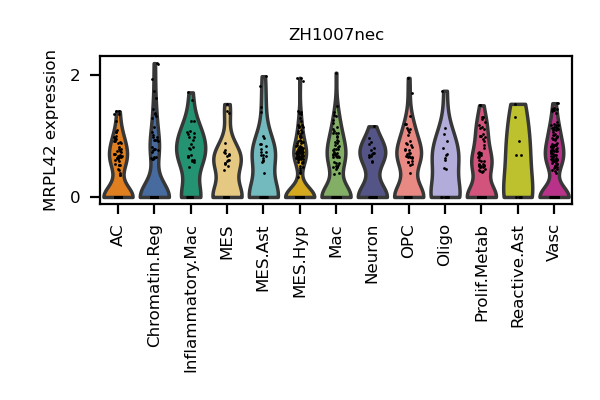 ZH1007nec
MRPL42 expression
2
0
AC
Chromatin.Reg
Inflammatory.Mac
MES
MES.Ast
MES.Hyp
Mac
Neuron
OPC
Oligo
Prolif.Metab
Reactive.Ast
Vasc